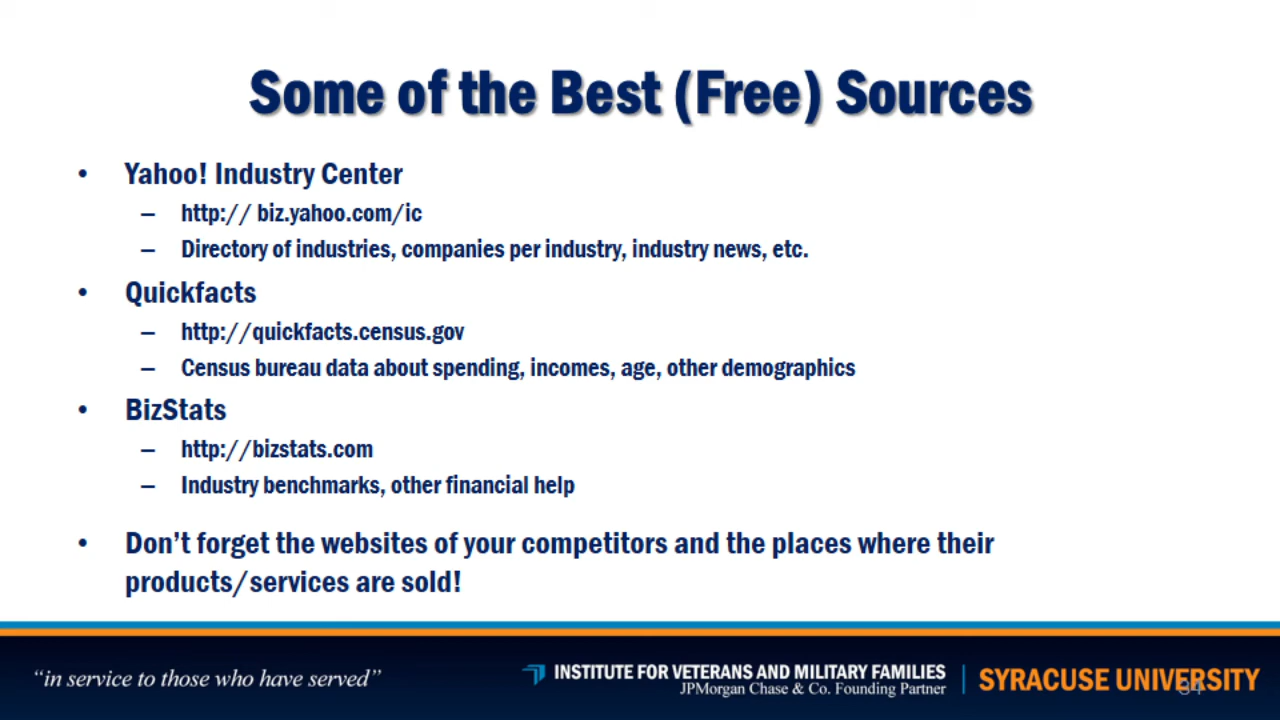 Some of the Best (Free) Sources
• Yahoo! Industry Center
– http:// biz.yahoo.com/ic
– Directory of industries, companies per industry, industry news, etc.
• Quickfacts
– http://quickfacts.census.gov
– Census bureau data about spending, incomes, age, other demographics
• BizStats
– http://bizstats.com
– Industry benchmarks, other financial help
• Don’t forget the websites of your competitors and the places where their
products/services are sold!
“in service to those who have served”
INSTITUTE FOR VETERANS AND MILITARY FAMILIES
JPMorgan Chase & Co. Founding Partner
SYRACUSE UNIVERSITY
34